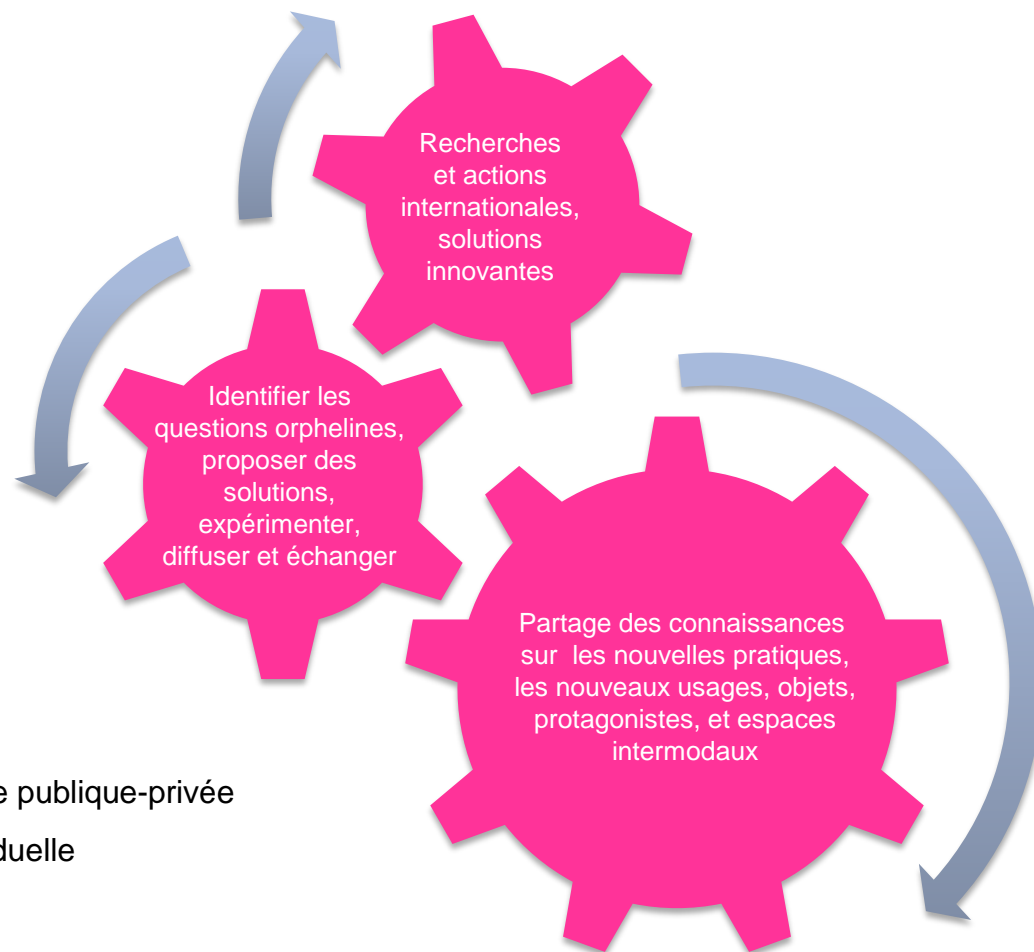 Recherches
et actions
internationales,
solutions
innovantes
Identifier les
questions orphelines,
proposer des
solutions,
expérimenter,
diffuser et échanger
Partage des connaissances
sur les nouvelles pratiques,
les nouveaux usages, objets,
protagonistes, et espaces
intermodaux
publique-privée